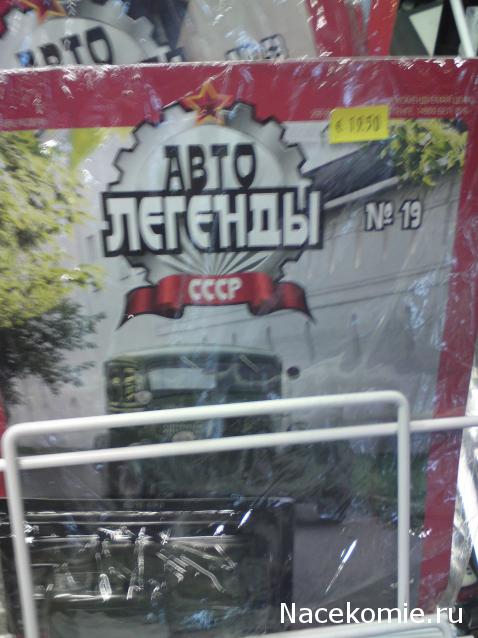 € 19.50
АВТО
ЛЕГЕНДЫ
№ 19
СССР
Nacekomie.ru